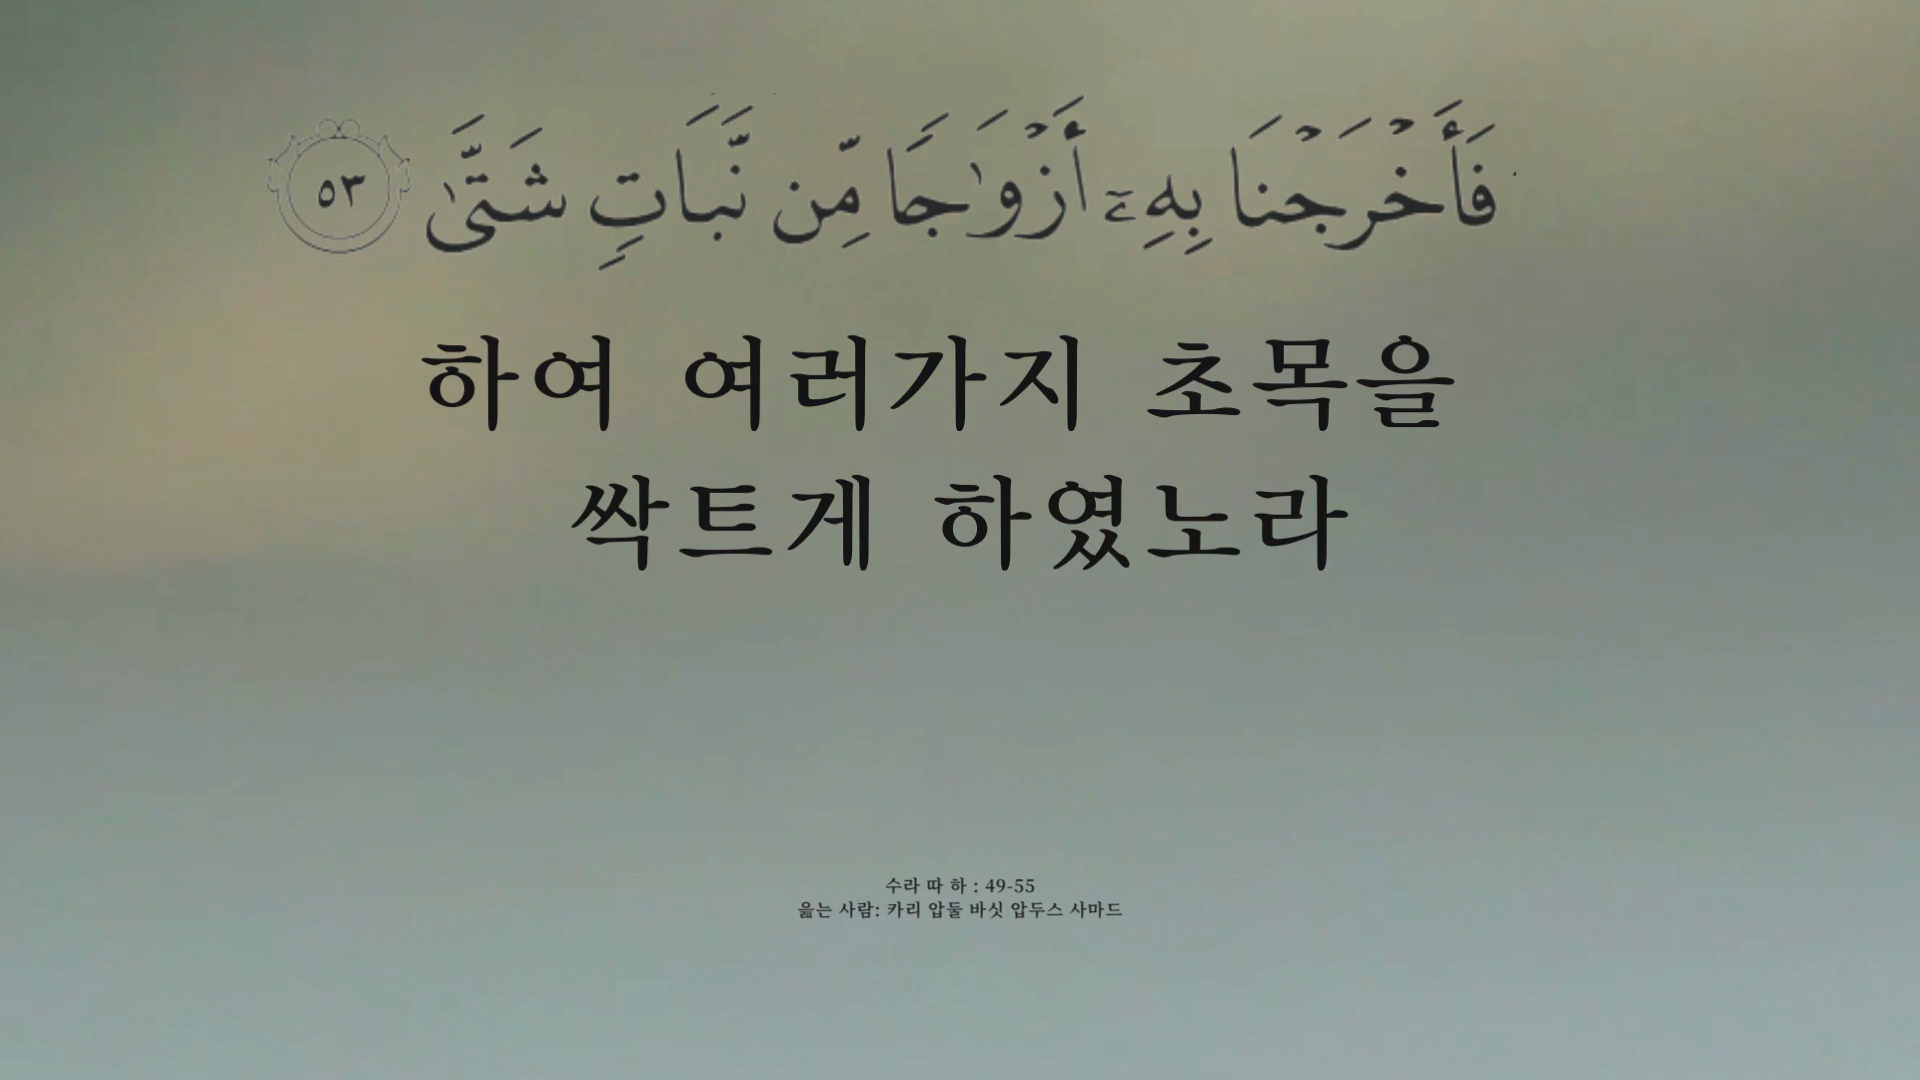 فَأَخْرَجْنَا بِهِۦٓ أَزْوَٰجًا مِّن نَّبَاتٍ شَتَّىٰ ٥٣
하여 여러가지 초목을
싹트게 하였노라
수라 따 하 : 49-55
읊는 사람: 카리 압둘 바싯 압두스 사마드